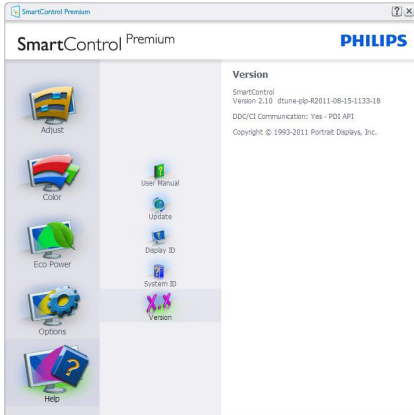 SmartControl Premium
SmartControl Premium
PHILIPS
Adjust
Color
Eco Power
Options
Help
User Manual
Update
Display ID
System ID
X.X
Version
Version
SmartControl
Version 2.10 dtune-plp-R2011-08-15-1133-18
DDC/CI Communication: Yes - PDI API
Copyright © 1993-2011 Portrait Displays, Inc.